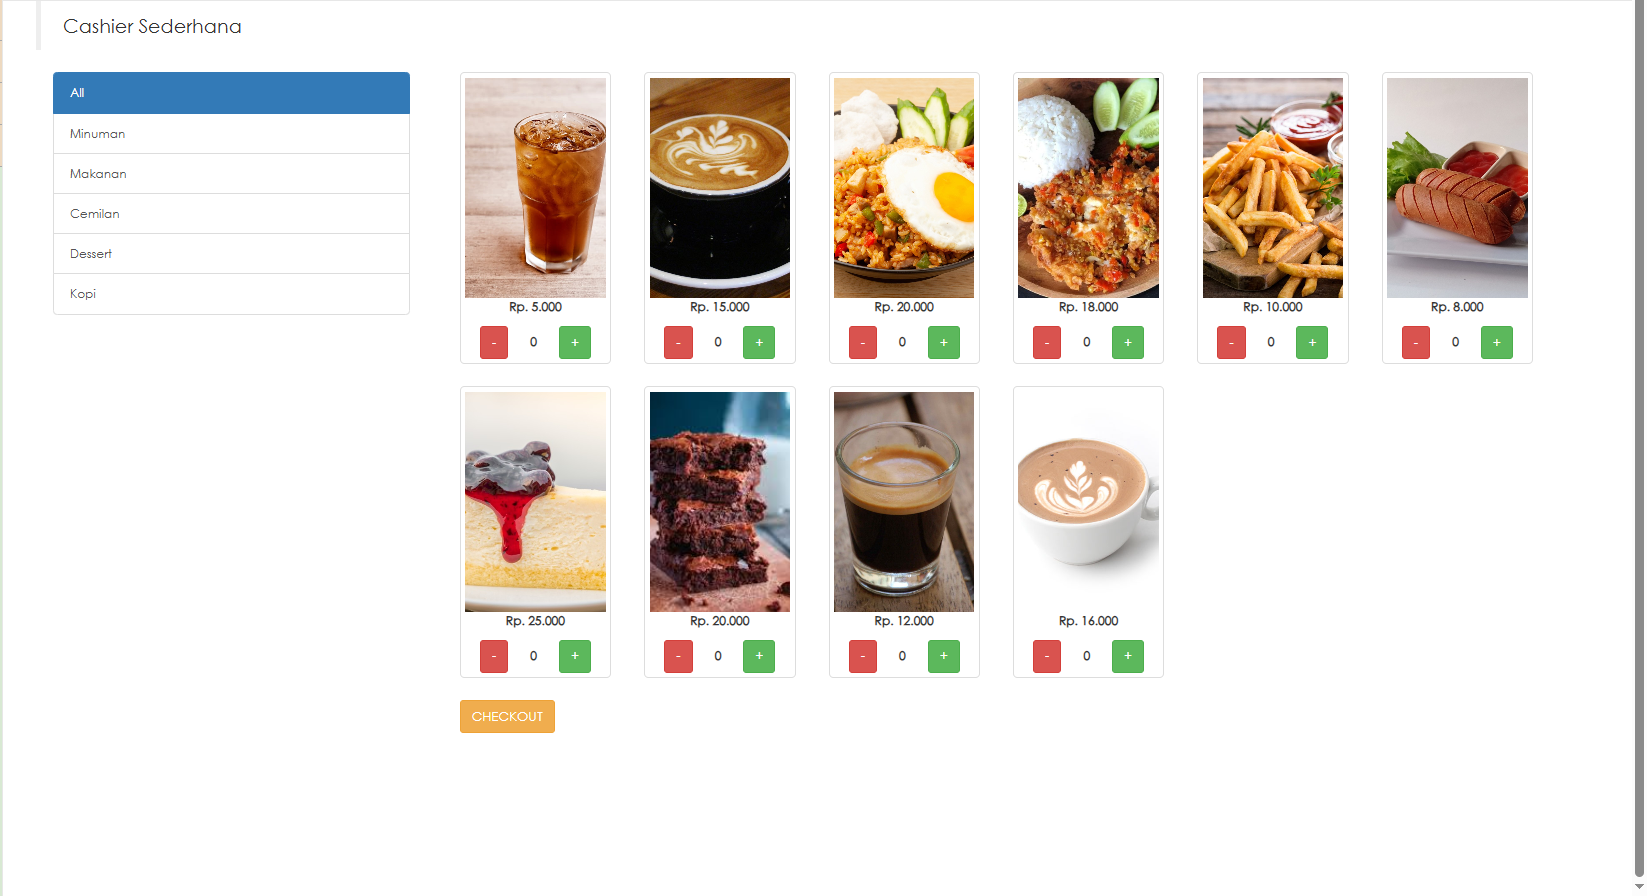 Cashier Sederhana
All
Minuman
Makanan
Cemilan
Dessert
Kopi
Rp. 5.000
- 0 +
Rp. 15.000
- 0 +
Rp. 20.000
- 0 +
Rp. 18.000
- 0 +
Rp. 10.000
- 0 +
Rp. 8.000
- 0 +
Rp. 25.000
- 0 +
Rp. 20.000
- 0 +
Rp. 12.000
- 0 +
Rp. 16.000
- 0 +
CHECKOUT